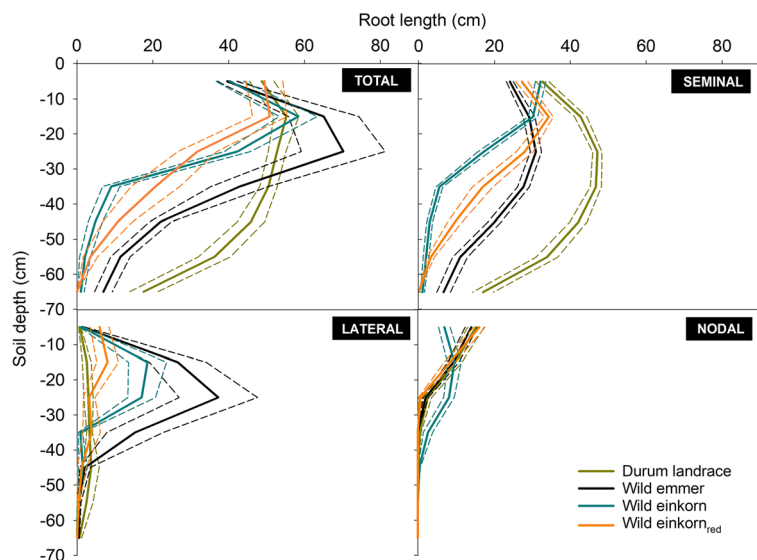 Root length (cm)
0 20 40 60 80 0 20 40 60 80
Soil depth (cm)
0
-10
-20
-30
-40
-50
-60
-70
TOTAL
SEMINAL
-10
-20
-30
-40
-50
-60
-70
LATERAL
NODAL
Durum landrace
Wild emmer
Wild einkorn
Wild einkorn red